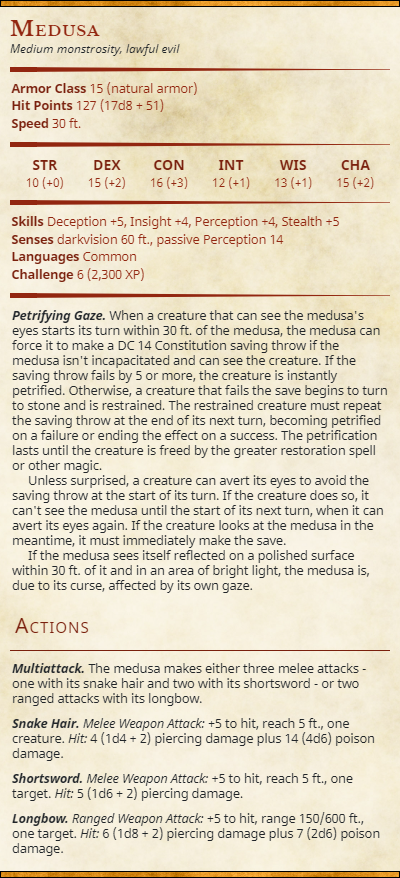 Medusa
Medium monstrosity, lawful evil
Armor Class 15 (natural armor)
Hit Points 127 (17d8 + 51)
Speed 30 ft.
STR DEX CON INT WIS CHA
10 (+0) 15 (+2) 16 (+3) 12 (+1) 13 (+1) 15 (+2)
Skills Deception +5, Insight +4, Perception +4, Stealth +5
Senses darkvision 60 ft., passive Perception 14
Languages Common
Challenge 6 (2,300 XP)
Petrifying Gaze. When a creature that can see the medusa's
eyes starts its turn within 30 ft. of the medusa, the medusa can
force it to make a DC 14 Constitution saving throw if the
medusa isn't incapacitated and can see the creature. If the
saving throw fails by 5 or more, the creature is instantly
petrified. Otherwise, a creature that fails the save begins to turn
to stone and is restrained. The restrained creature must repeat
the saving throw at the end of its next turn, becoming petrified
on a failure or ending the effect on a success. The petrification
lasts until the creature is freed by the greater restoration spell
or other magic.
Unless surprised, a creature can avert its eyes to avoid the
saving throw at the start of its turn. If the creature does so, it
can't see the medusa until the start of its next turn, when it can
avert its eyes again. If the creature looks at the medusa in the
meantime, it must immediately make the save.
If the medusa sees itself reflected on a polished surface
within 30 ft. of it and in an area of bright light, the medusa is,
due to its curse, affected by its own gaze.
Actions
Multiattack. The medusa makes either three melee attacks -
one with its snake hair and two with its shortsword - or two
ranged attacks with its longbow.
Snake Hair. Melee Weapon Attack: +5 to hit, reach 5 ft., one
creature. Hit: 4 (1d4 + 2) piercing damage plus 14 (4d6) poison
damage.
Shortsword. Melee Weapon Attack: +5 to hit, reach 5 ft., one
target. Hit: 5 (1d6 + 2) piercing damage.
Longbow. Ranged Weapon Attack: +5 to hit, range 150/600 ft.,
one target. Hit: 6 (1d8 + 2) piercing damage plus 7 (2d6) poison
damage.